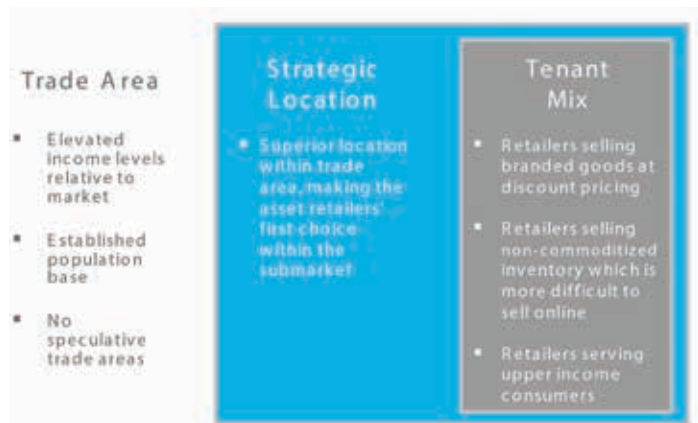 Trade Area
Elevated
income levels
relative to
market
Established
population
base
No
speculative
trade areas
Strategic
Location
Superior location
within trade
area, making the
asset retailers'
first choice
within the
submarket
Tenant
Mix
Retailers selling
branded goods at
discount pricing
Retailers selling
non-commoditized
inventory which is
more difficult to
sell online
Retailers serving
upper income
consumers